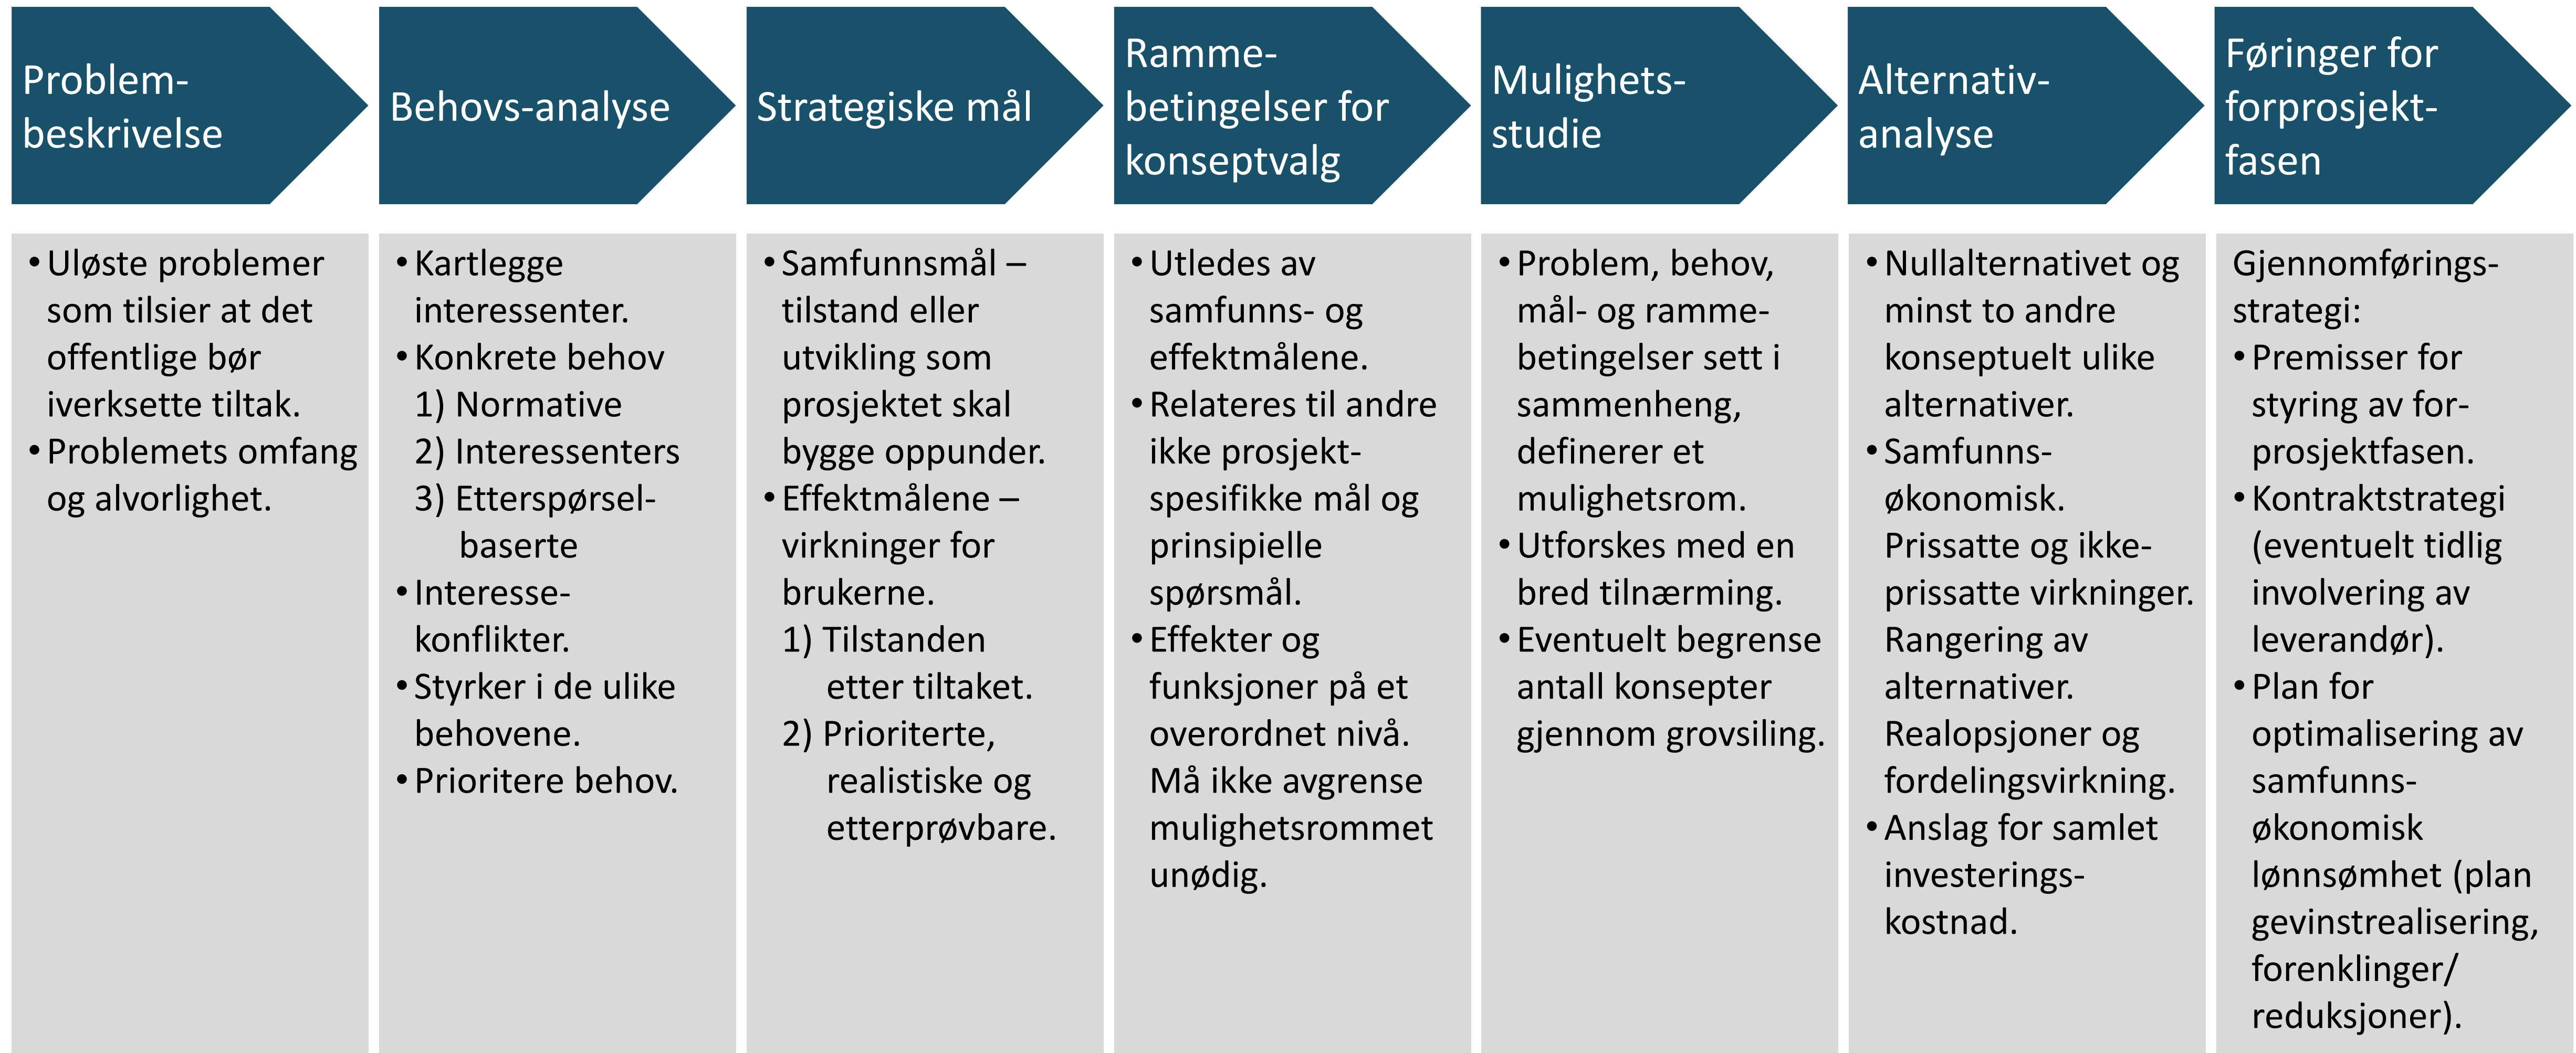 Problem-
beskrivelse
Behovs-analyse
Strategiske mål
Ramme-
betingelser for
konseptvalg
Mulighets-
studie
Alternativ-
analyse
Føringer for
forprosjekt-
fasen
• Uløste problemer
som tilsier at det
offentlige bør
iverksette tiltak.
• Problemets omfang
og alvorlighet.
• Kartlegge
interessenter.
• Konkrete behov
1) Normative
2) Interessenters
3) Etterspørsel-
baserte
• Interesse-
konflikter.
• Styrker i de ulike
behovene.
• Prioritere behov.
• Samfunnsmål –
tilstand eller
utvikling som
prosjektet skal
bygge oppunder.
• Effektmålene –
virkninger for
brukerne.
1) Tilstanden
etter tiltaket.
2) Prioriterte,
realistiske og
etterprøvbare.
• Utledes av
samfunns- og
effektmålene.
• Relateres til andre
ikke prosjekt-
spesifikke mål og
prinsipielle
spørsmål.
• Effekter og
funksjoner på et
overordnet nivå.
Må ikke avgrense
mulighetsrommet
unødig.
• Problem, behov,
mål- og ramme-
betingelser sett i
sammenheng,
definerer et
mulighetsrom.
• Utforskes med en
bred tilnærming.
• Eventuelt begrense
antall konsepter
gjennom grovsiling.
• Nullalternativet og
minst to andre
konseptuelt ulike
alternativer.
• Samfunns-
økonomisk.
Prissatte og ikke-
prissatte virkninger.
Rangering av
alternativer.
Realopsjoner og
fordelingsvirkning.
• Anslag for samlet
investerings-
kostnad.
Gjennomførings-
strategi:
• Premisser for
styring av for-
prosjektfasen.
• Kontraktstrategi
(eventuelt tidlig
involvering av
leverandør).
• Plan for
optimalisering av
samfunns-
økonomisk
lønnsømhet (plan
gevinstrealisering,
forenklinger/
reduksjoner).